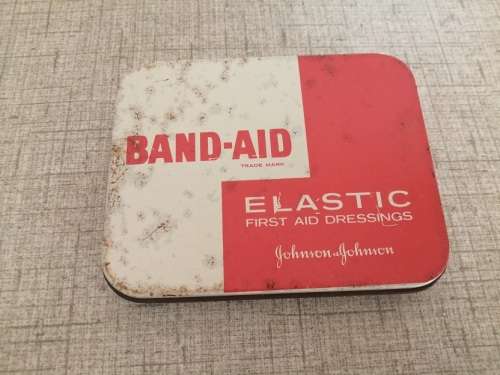 BAND-AID
TRADE MARK
ELASTIC
FIRST AID DRESSINGS
Johnson & Johnson